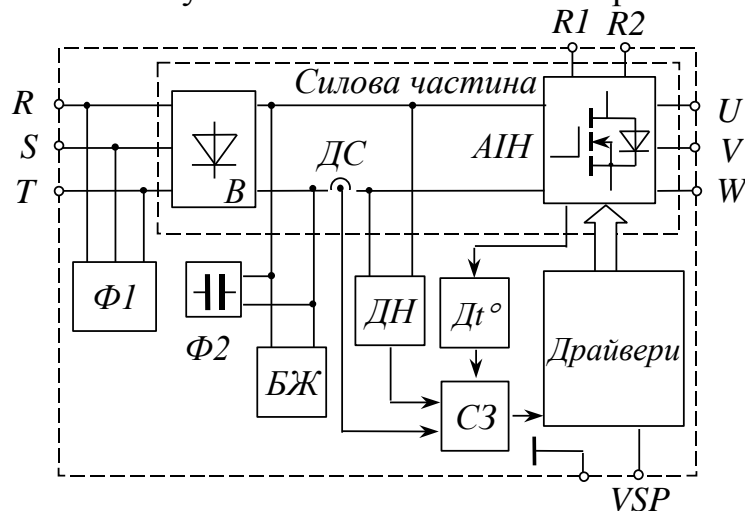 R1 R2
Силова частина
R
S
T
U
V
W
ДС
АІН
В
Ф1
Ф2
ДН
Дt°
Драйвери
БЖ
СЗ
VSP